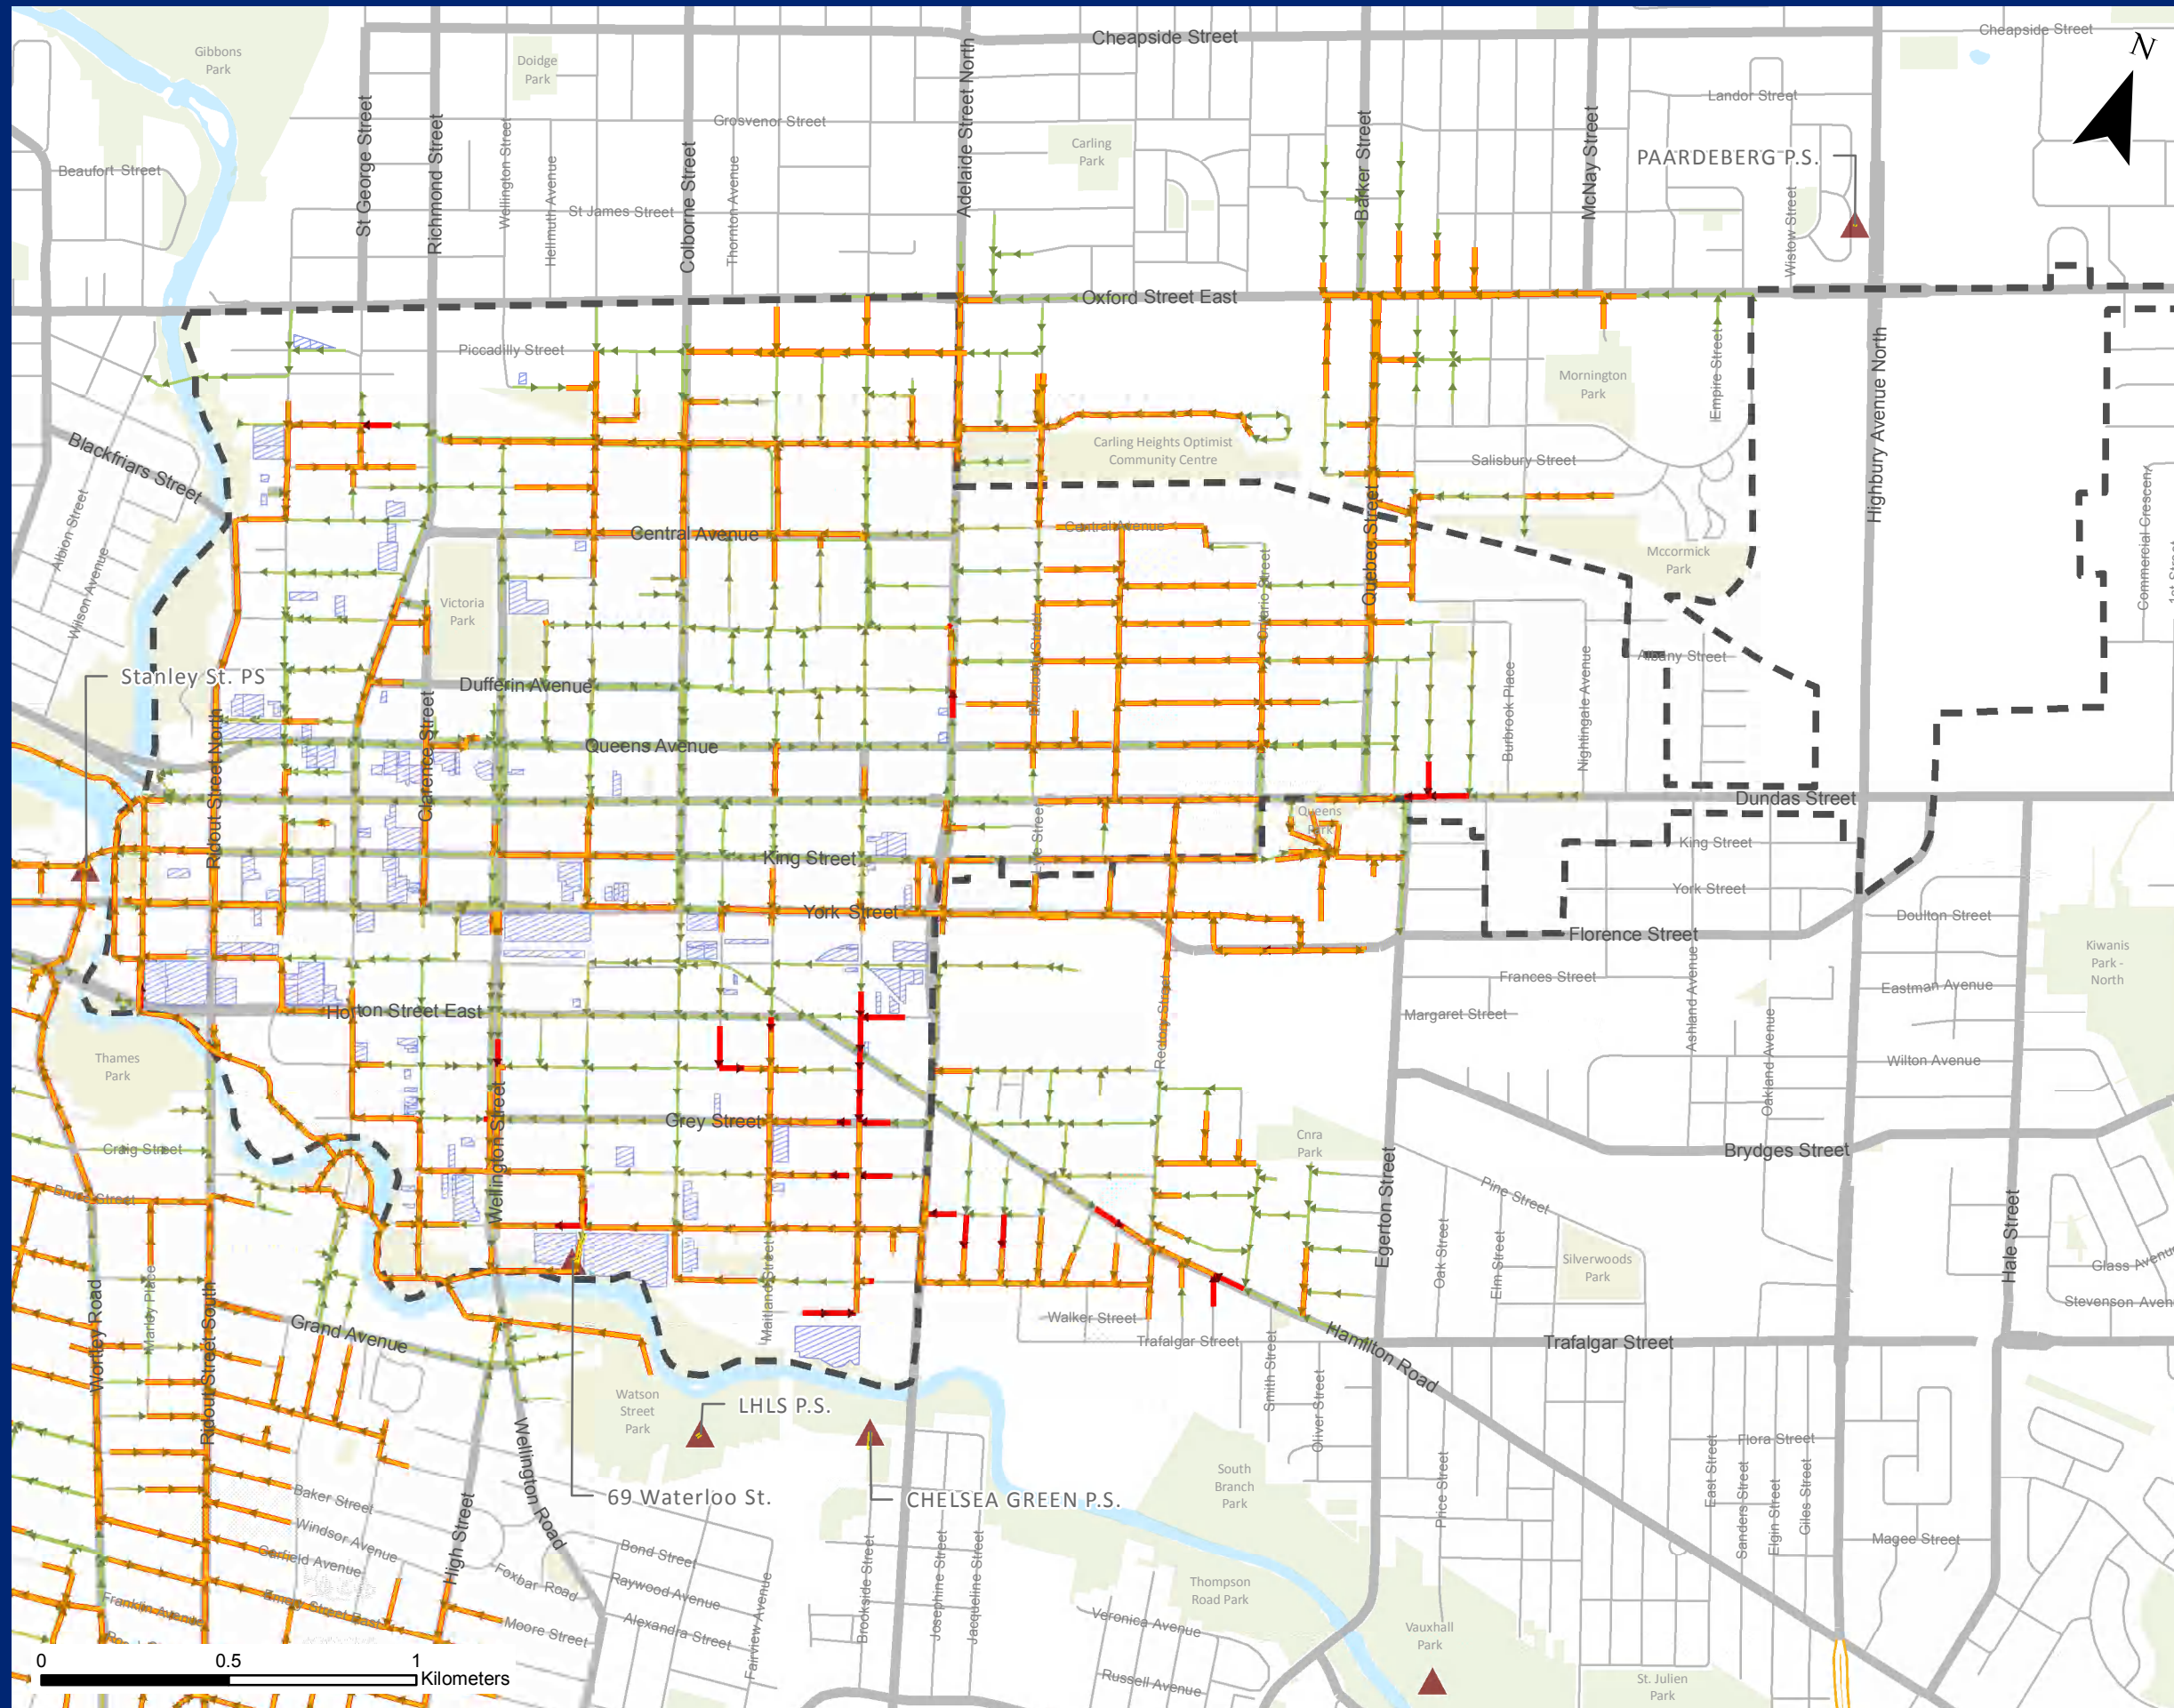 Cheapside Street
Cheapside Street
N
Gibbons
Park
Doidge
Park
Landor Street
Grosvenor Street
Carling
Park
PAARDEBERG P.S.
Beaufort Street
St George Street
Richmond Street
Wellington Street
Hellmuth Avenue
St James Street
Colborne Street
Thornton Avenue
Adelaide Street North
Barker Street
McNay Street
Wistow Street
Oxford Street East
Piccadilly Street
Mornington
Park
Empire Street
Highbury Avenue North
Blackfriars Street
Carling Heights Optimist
Community Centre
Salisbury Street
Commercial Crescent
1st Street
Albion Street
Wilson Avenue
Central Avenue
Central Avenue
Quebec Street
Ontario Street
Mccormick
Park
Victoria
Park
Elizabeth Street
Albany Street
Stanley St. PS
Dufferin Avenue
Burbrook Place
Nightingale Avenue
Queens Avenue
Ridout Street North
Clarence Street
Dundas Street
Queens
Park
Lyle Street
King Street
King Street
York Street
York Street
Doulton Street
Florence Street
Kiwanis
Park -
North
Frances Street
Eastman Avenue
Horton Street East
Rectory Street
Margaret Street
Ashland Avenue
Oakland Avenue
Thames
Park
Wilton Avenue
Grey Street
Wellington Street
Craig Street
Cnra
Park
Brydges Street
Egerton Street
Pine Street
Bruce Street
Oak Street
Elm Street
Silverwoods
Park
Hale Street
Glass Avenue
Maitland Street
Marley Place
Wortley Road
Ridout Street South
Walker Street
Trafalgar Street
Trafalgar Street
Grand Avenue
Hamilton Road
Smith Street
Oliver Street
Watson
Street
Park
LHLS P.S.
Wellington Road
High Street
South
Branch
Park
Price Street
East Street
Flora Street
Sanders Street
Elgin Street
Giles Street
69 Waterloo St.
CHELSEA GREEN P.S.
Baker Street
Windsor Avenue
Garfield Avenue
Magee Street
Bond Street
Foxbar Road
Raywood Avenue
Alexandra Street
Fairview Avenue
Brookside Street
Josephine Street
Jacqueline Street
Thompson
Road Park
Franklin Avenue
Emery Street East
Moore Street
Veronica Avenue
Vauxhall
Park
Russell Avenue
St. Julien
Park
0 0.5 1
Kilometers